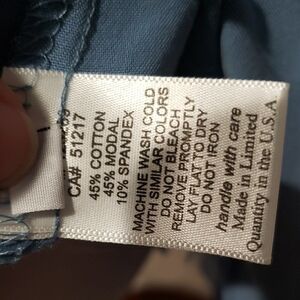 CA# 51217
45% COTTON
45% MODAL
10% SPANDEX
MACHINE WASH COLD
WITH SIMILAR COLORS
DO NOT BLEACH
REMOVE PROMPTLY
LAY FLAT TO DRY
DO NOT IRON
handle with care
Made in Limited
Quantity in the U.S.A